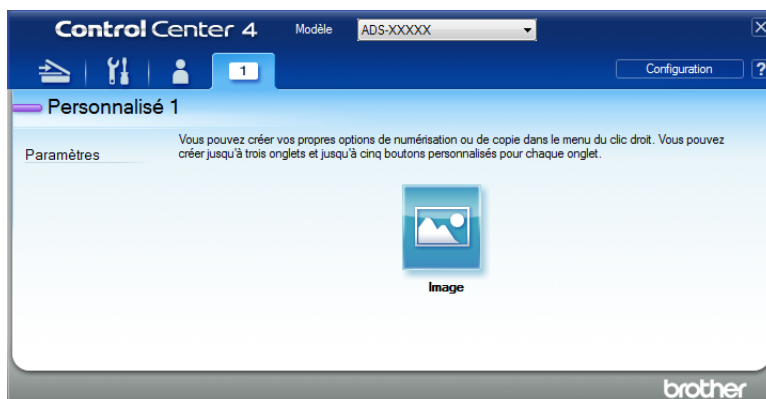 Control Center 4 Modèle ADS-XXXXX
1 Configuration ?
Personnalisé 1
Paramètres
Vous pouvez créer vos propres options de numérisation ou de copie dans le menu du clic droit. Vous pouvez
créer jusqu'à trois onglets et jusqu'à cinq boutons personnalisés pour chaque onglet.
Image
brother